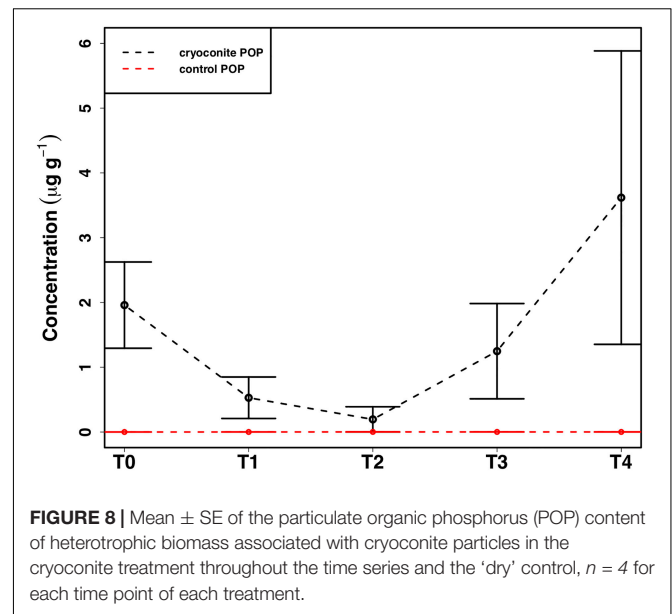 6
cryoconite POP
control POP
5
4
3
2
1
0
Concentration (µg g⁻¹)
T0 T1 T2 T3 T4
FIGURE 8 | Mean ± SE of the particulate organic phosphorus (POP) content
of heterotrophic biomass associated with cryoconite particles in the
cryoconite treatment throughout the time series and the ‘dry’ control, n = 4 for
each time point of each treatment.